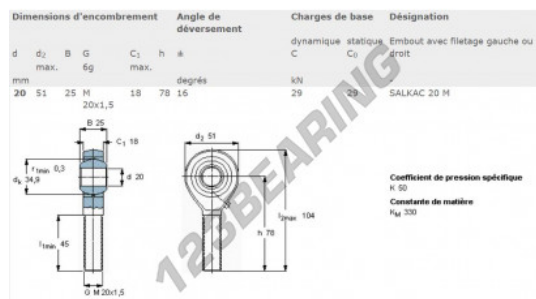 Dimensions d'encombrement Angle de déversement Charges de base Désignation
dynamique statique Embout avec filetage gauche ou droit
d d₂ B G C₁ h α C C₀
max. 6g max.
mm degrés kN -
20 51 25 M 20x1,5 18 78 16 29 29 SALKAC 20 M
B 25
C₁ 18
d₂ 51
r₁min 0,3
dₖ 34,9
d 20
l₁min 45
h 78
l₂max 104
G M 20x1,5
Coefficient de pression spécifique
K 50
Constante de matière
K_M 330
123BEARING